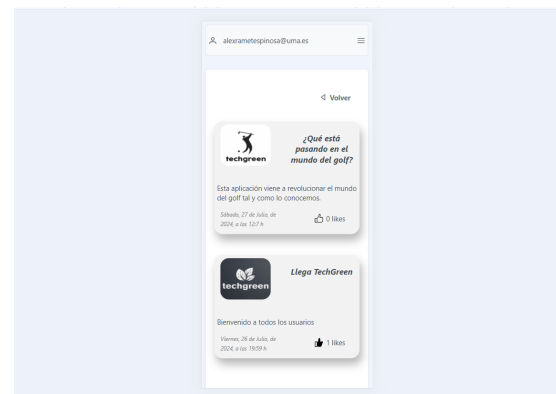 alexrametespinosa@uma.es
Volver
techgreen
¿Qué está
pasando en el
mundo del golf?
Esta aplicación viene a revolucionar el mundo
del golf tal y como lo conocemos.
Sábado, 27 de Julio, de
2024, a las 12:7 h
0 likes
techgreen
Llega TechGreen
Bienvenido a todos los usuarios
Viernes, 26 de Julio, de
2024, a las 19:59 h
1 likes